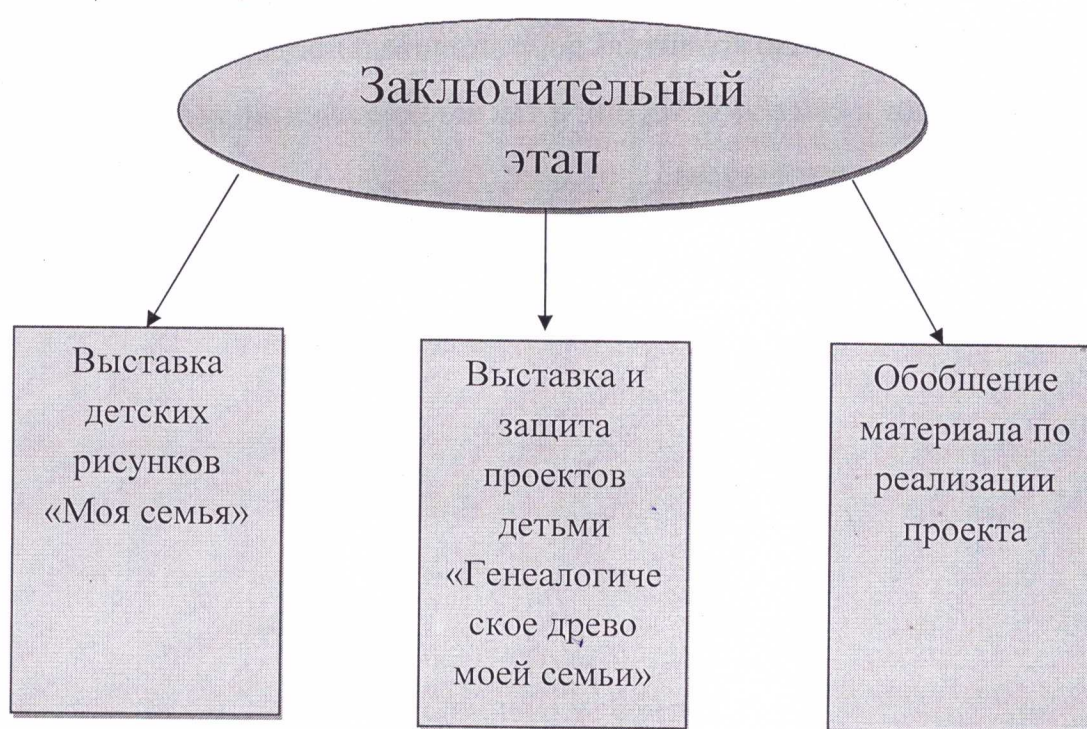 Заключительный
этап
Выставка
детских
рисунков
«Моя семья»
Выставка и
защита
проектов
детьми
«Генеалогиче
ское древо
моей семьи»
Обобщение
материала по
реализации
проекта